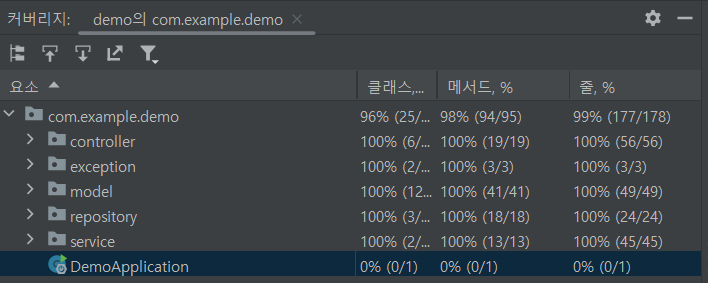 커버리지: demo의 com.example.demo
요소 클래스,... 메서드, % 줄, %
com.example.demo 96% (25/... 98% (94/95) 99% (177/178)
controller 100% (6/... 100% (19/19) 100% (56/56)
exception 100% (2/... 100% (3/3) 100% (3/3)
model 100% (12... 100% (41/41) 100% (49/49)
repository 100% (3/... 100% (18/18) 100% (24/24)
service 100% (2/... 100% (13/13) 100% (45/45)
DemoApplication 0% (0/1) 0% (0/1) 0% (0/1)